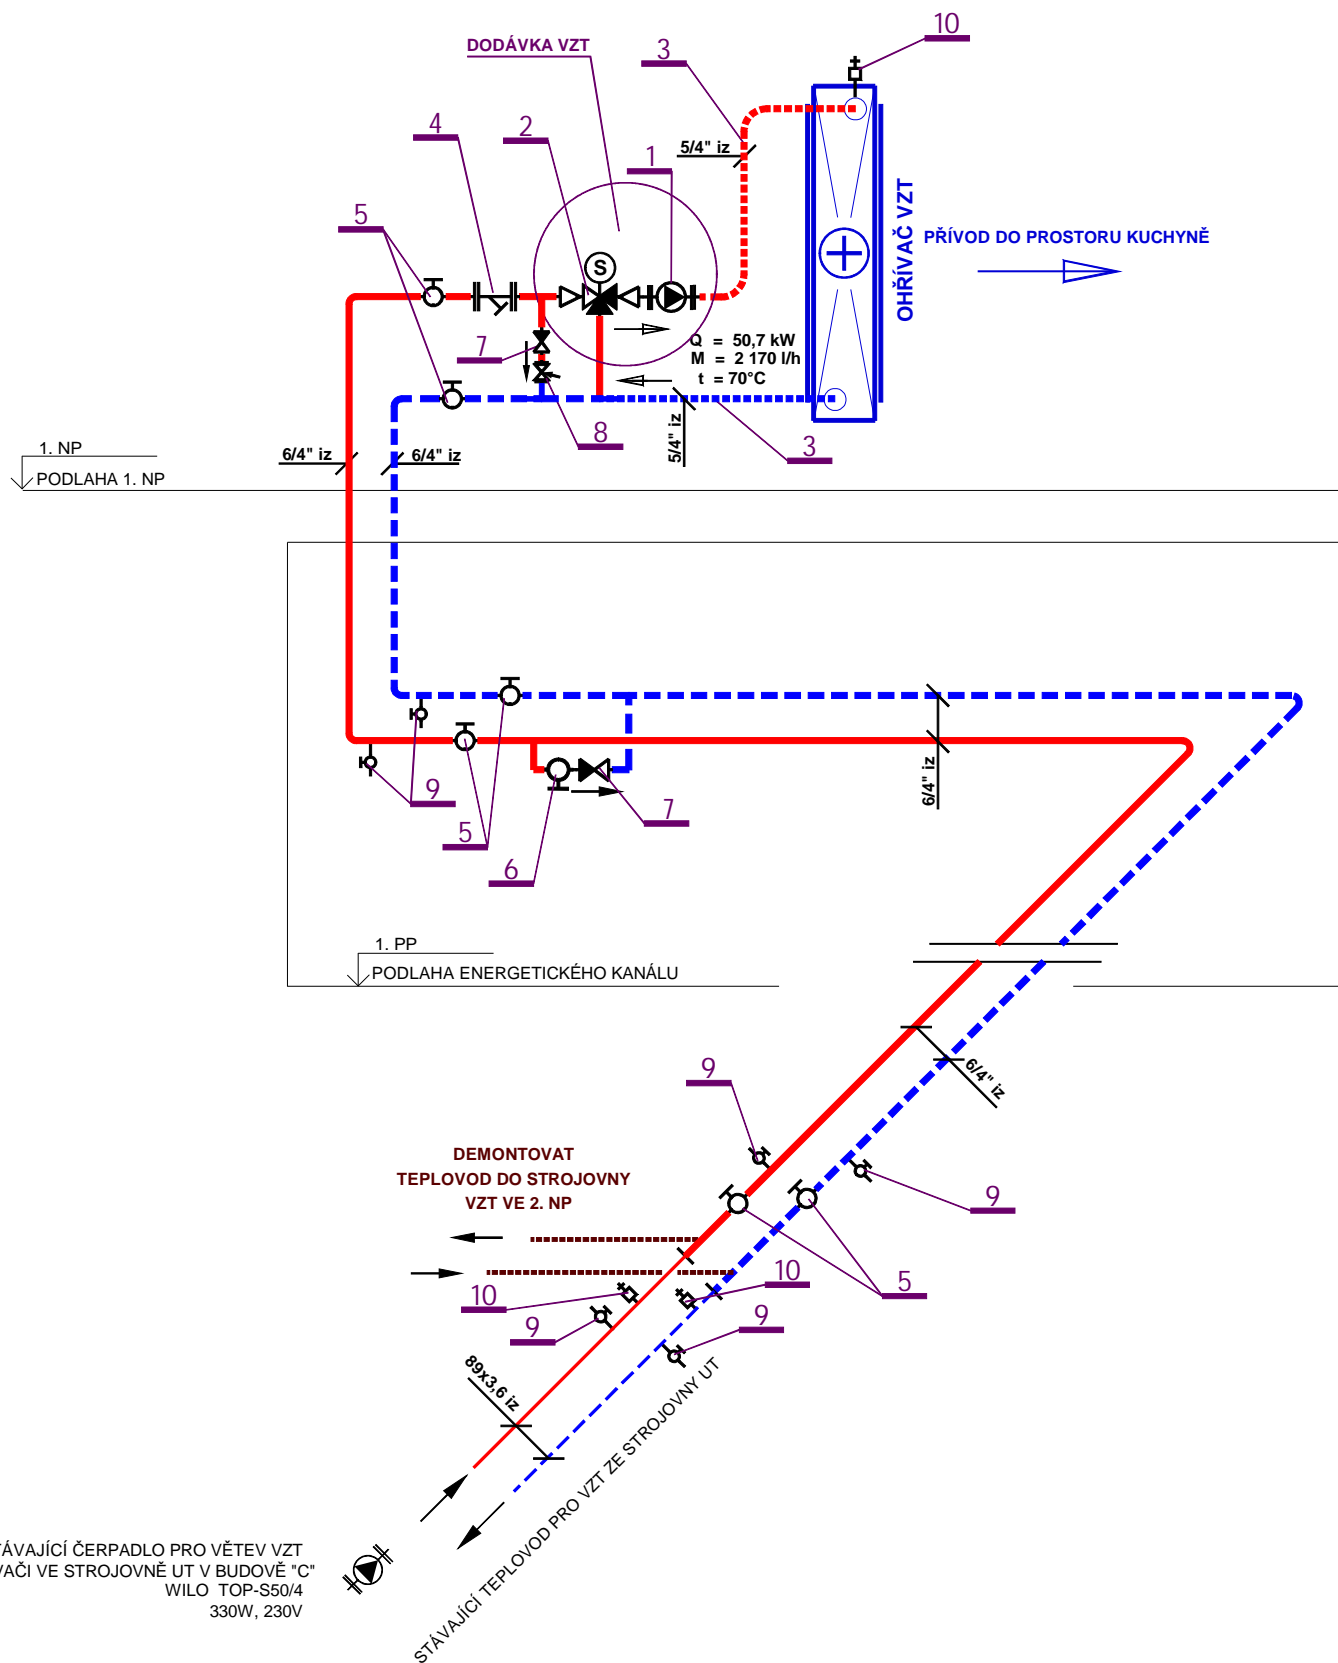 10
DODÁVKA VZT
3
4
2
1
5/4" iz
5
OHŘÍVAČ VZT
PŘÍVOD DO PROSTORU KUCHYNĚ
S
7
Q = 50,7 kW
M = 2 170 l/h
t = 70°C
5
8
5/4" iz
3
1. NP
6/4" iz
6/4" iz
PODLAHA 1. NP
9
6/4" iz
7
5
6
1. PP
PODLAHA ENERGETICKÉHO KANÁLU
9
6/4" iz
DEMONTOVAT
TEPLOVOD DO STROJOVNY
VZT VE 2. NP
9
10
10
5
9
9
89x3,6 iz
STÁVAJÍCÍ TEPLOVOD PRO VZT ZE STROJOVNY UT
ČERPADLO PRO VĚTEV VZT
VE STROJOVNĚ UT V BUDOVĚ "C"
WILO TOP-S50/4
330W, 230V